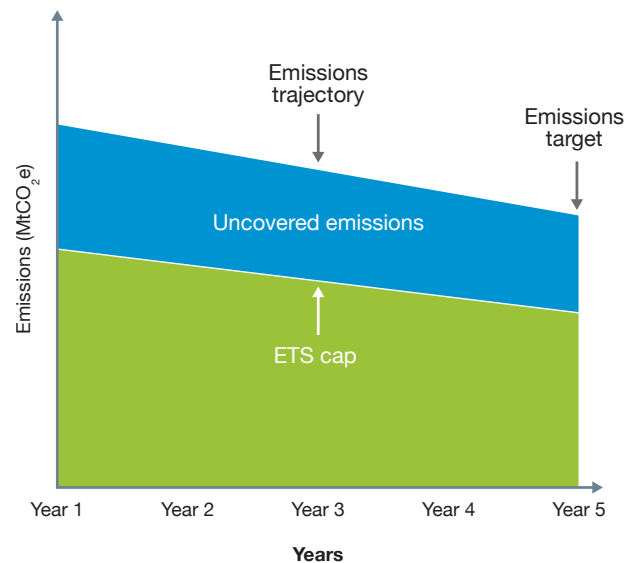 Emissions
trajectory
Emissions
target
Emissions (MtCO₂e)
Uncovered emissions
ETS cap
Year 1
Year 2
Year 3
Year 4
Year 5
Years